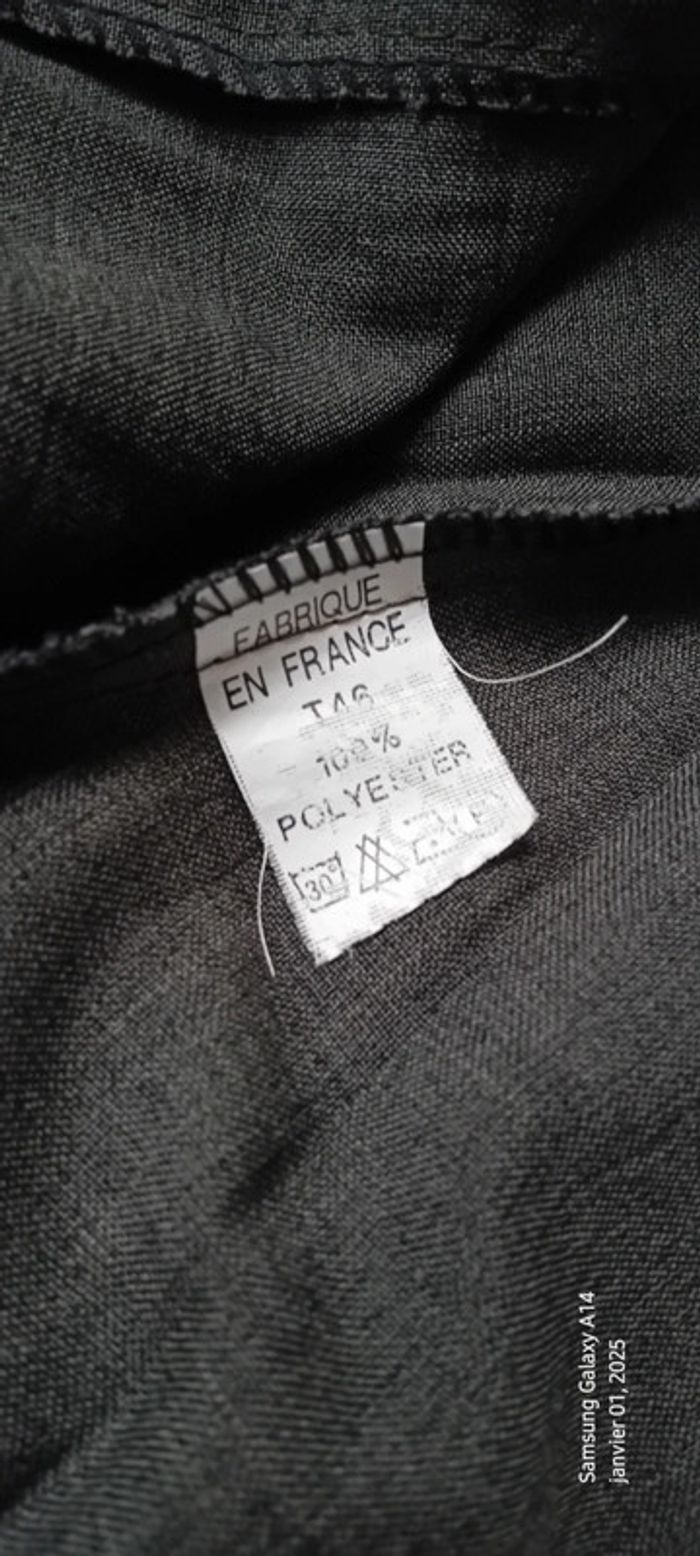 FABRIQUE
EN FRANCE
T46
100%
POLYESTER
30°
Samsung Galaxy A14
janvier 01, 2025